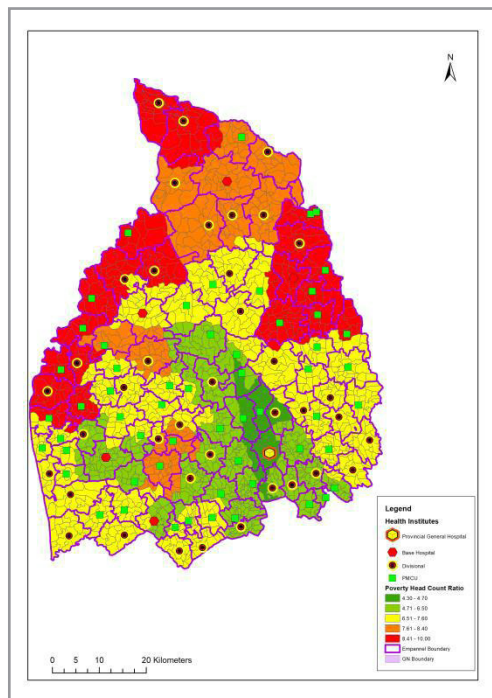 N
Legend
Health Institutes
Provincial General Hospital
Base Hospital
Divisional
PMCU
Poverty Head Count Ratio
4.30 - 4.70
4.71 - 6.50
6.51 - 7.60
7.61 - 8.40
8.41 - 10.00
Empannel Boundary
GN Boundary
0 5 10 20 Kilometers